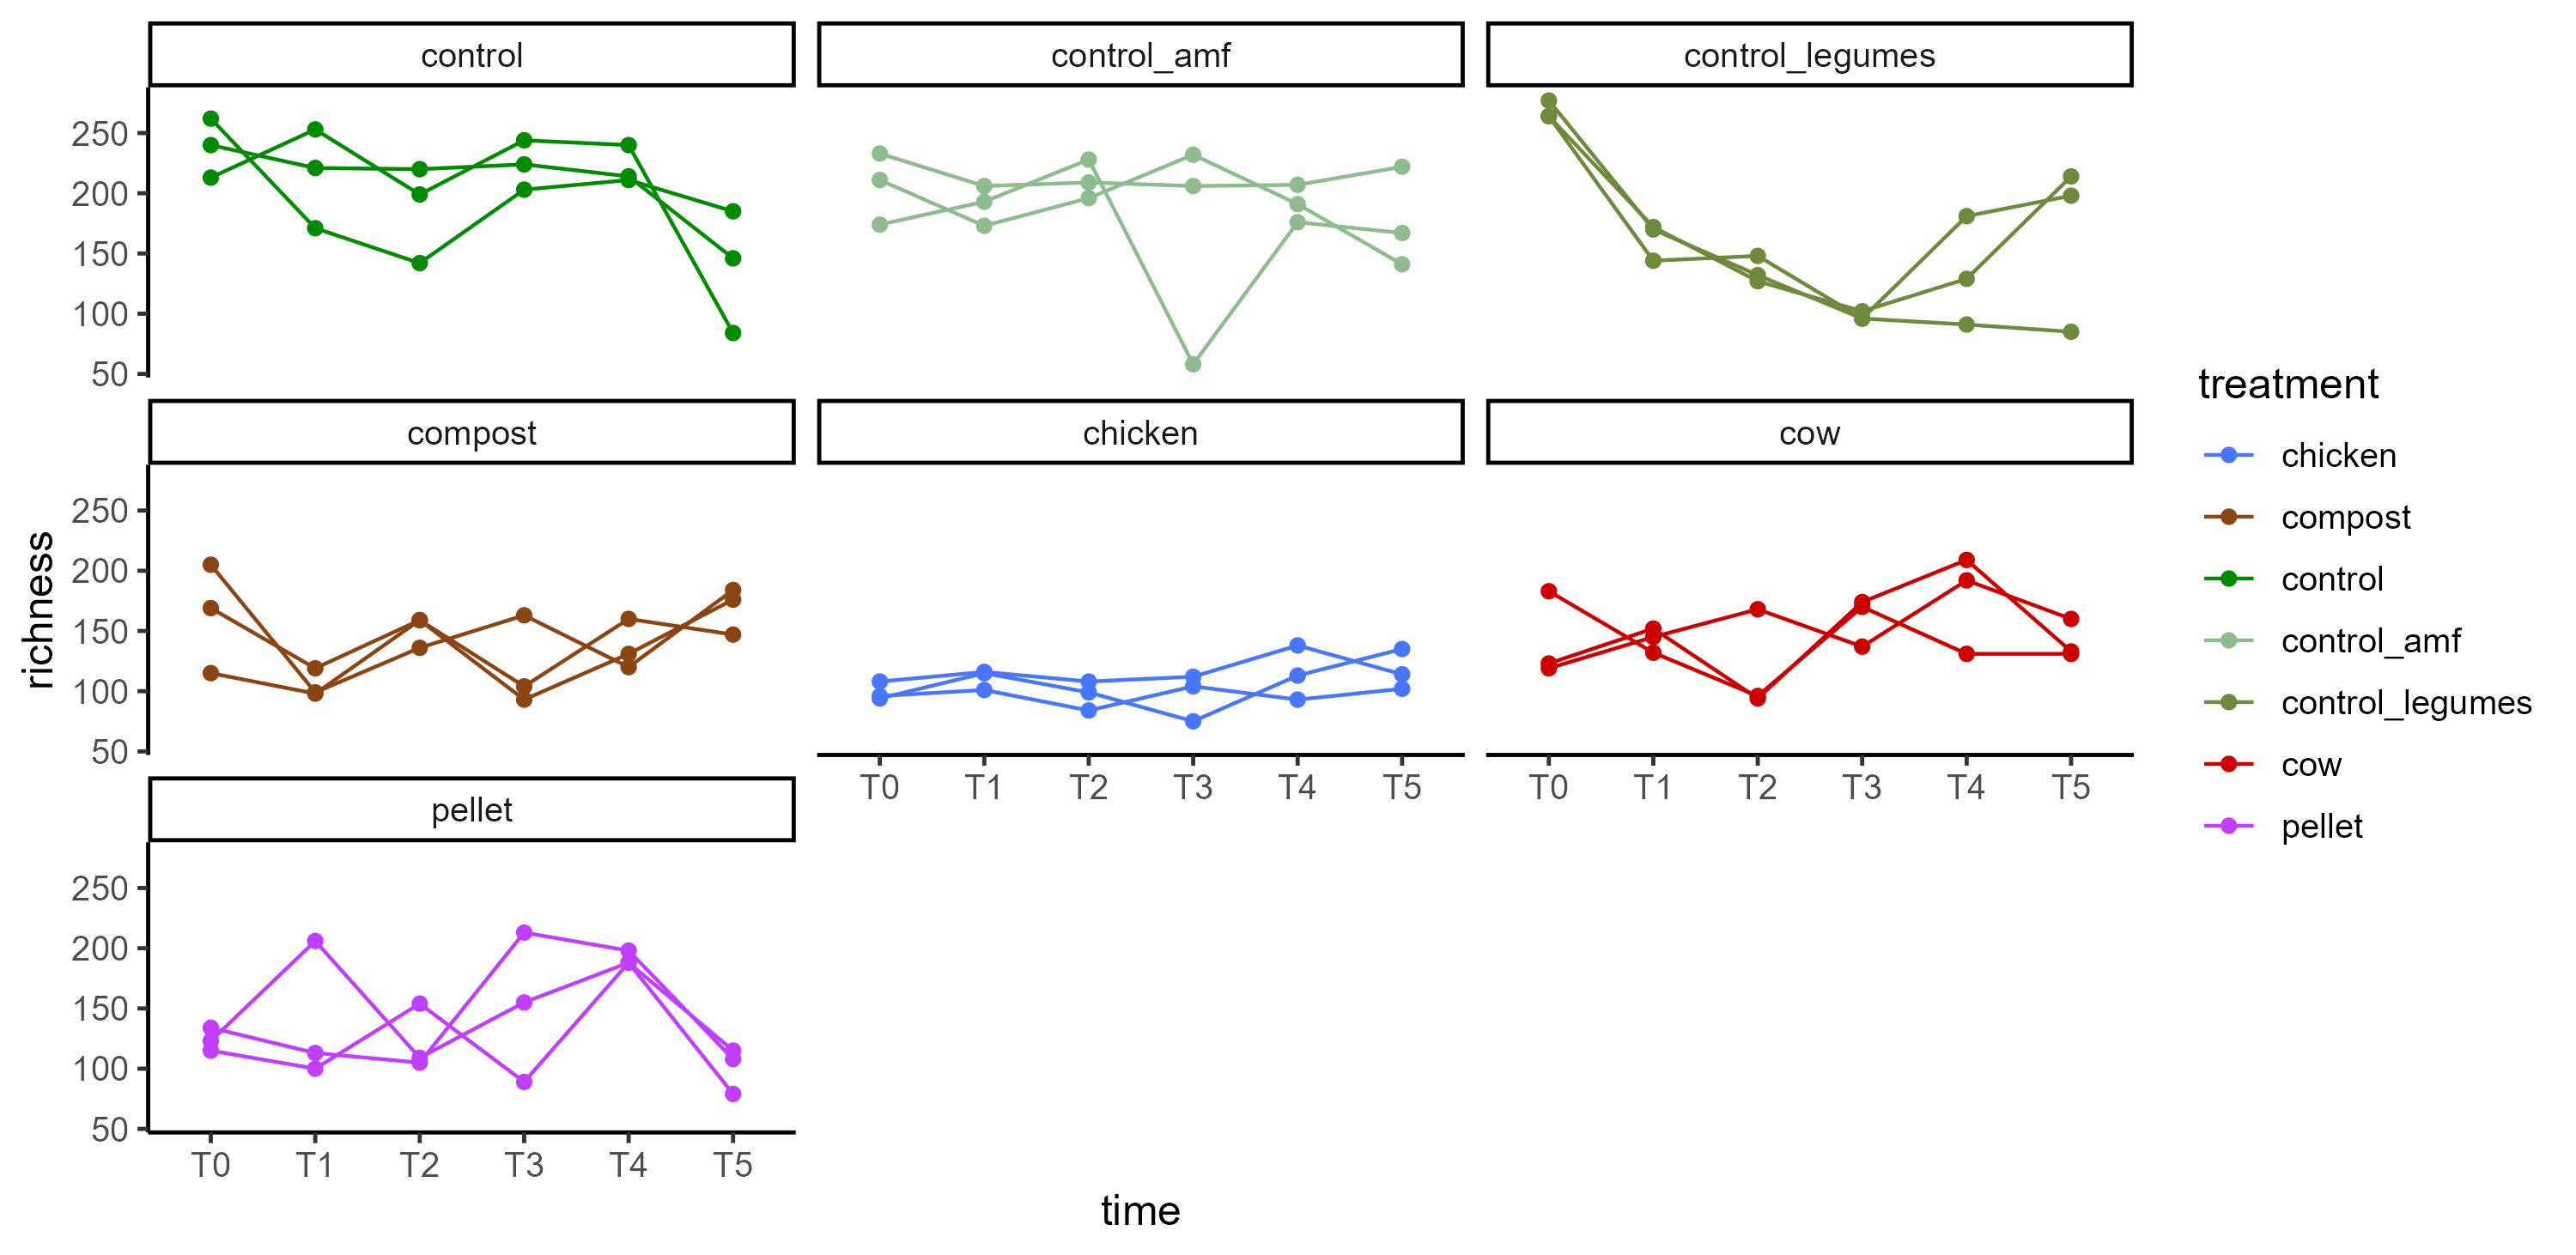 control
control_amf
control_legumes
250
200
150
100
50
compost
chicken
cow
250
200
150
100
50
T0 T1 T2 T3 T4 T5
T0 T1 T2 T3 T4 T5
pellet
250
200
150
100
50
T0 T1 T2 T3 T4 T5
richness
time
treatment
chicken
compost
control
control_amf
control_legumes
cow
pellet